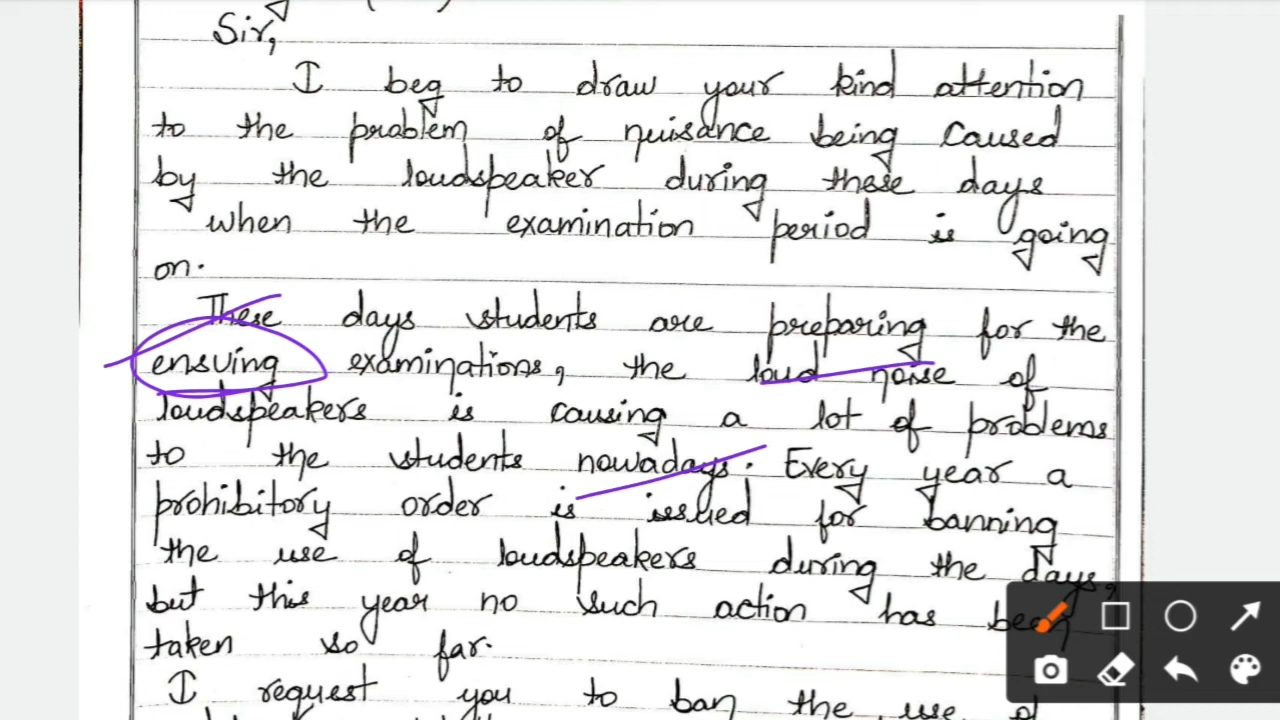 Sir,
I beg to draw your kind attention
to the problem of nuisance being caused
by the loudspeaker during these days
when the examination period is going
on.
These days students are preparing for the
ensuing examinations, the loud noise of
loudspeakers is causing a lot of problems
to the students nowadays. Every year a
prohibitory order is issued for banning
the use of loudspeakers during the days,
but this year no such action has been
taken so far.
I request you to ban the use of